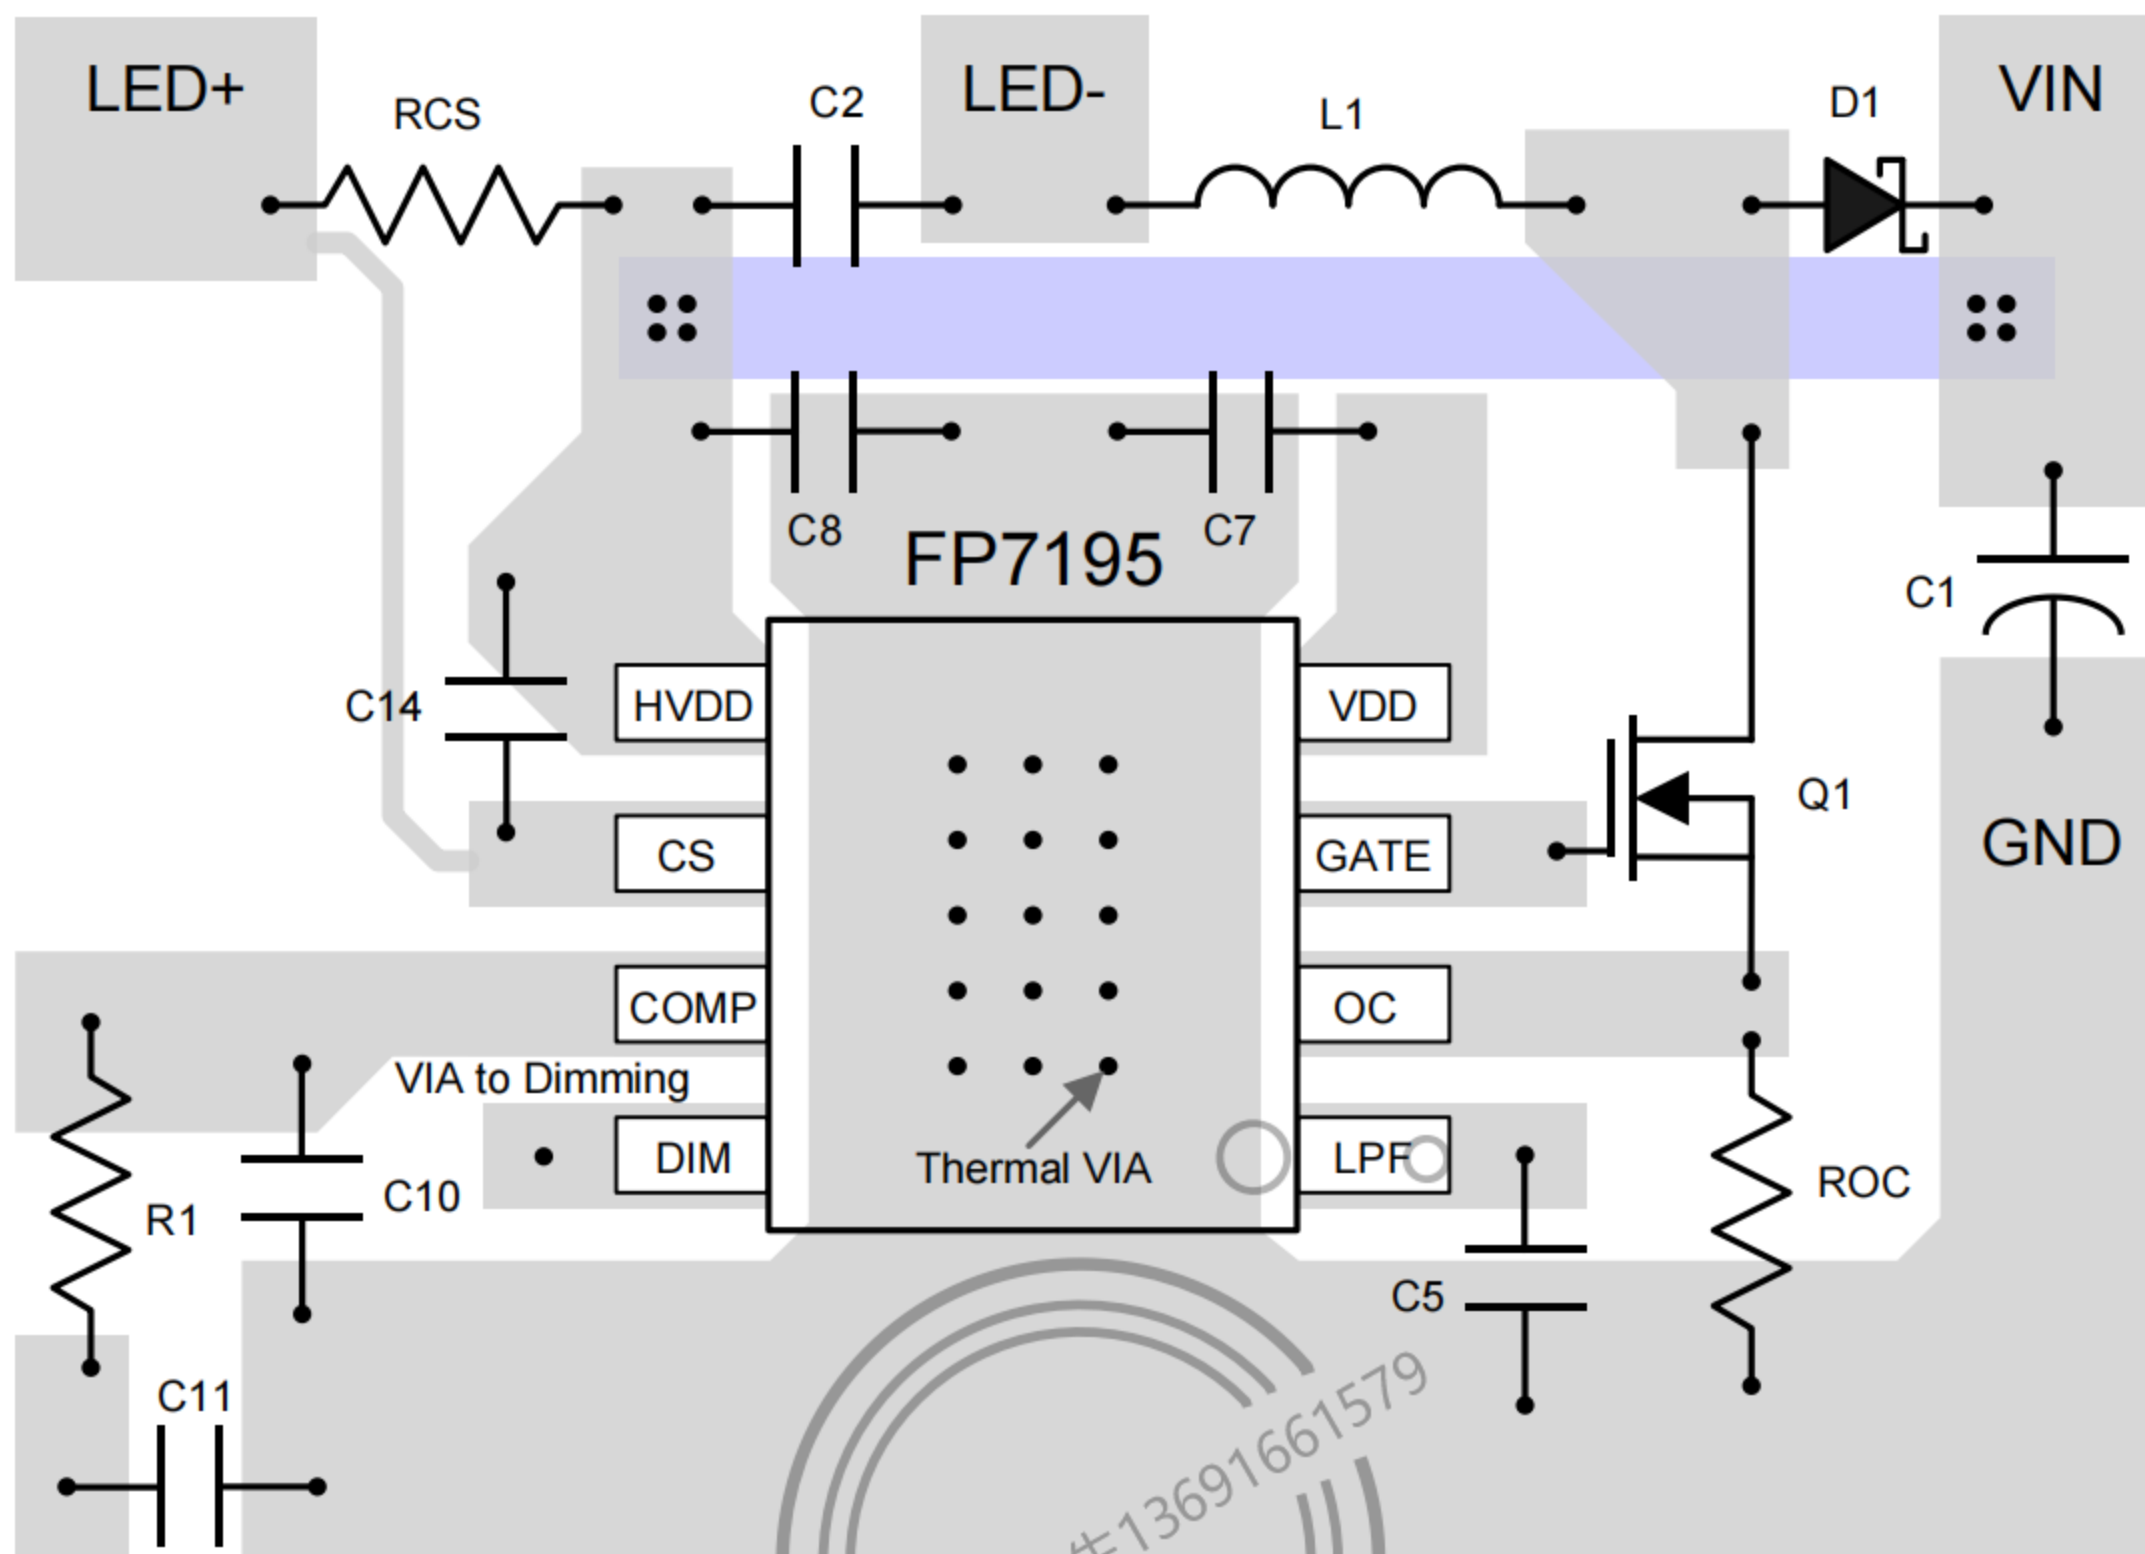 LED+
RCS
C2
LED-
L1
D1
VIN
C8
C7
FP7195
C1
C14
HVDD
VDD
Q1
CS
GATE
GND
COMP
OC
VIA to Dimming
DIM
Thermal VIA
LPF
ROC
R1
C10
C5
C11
13691661579